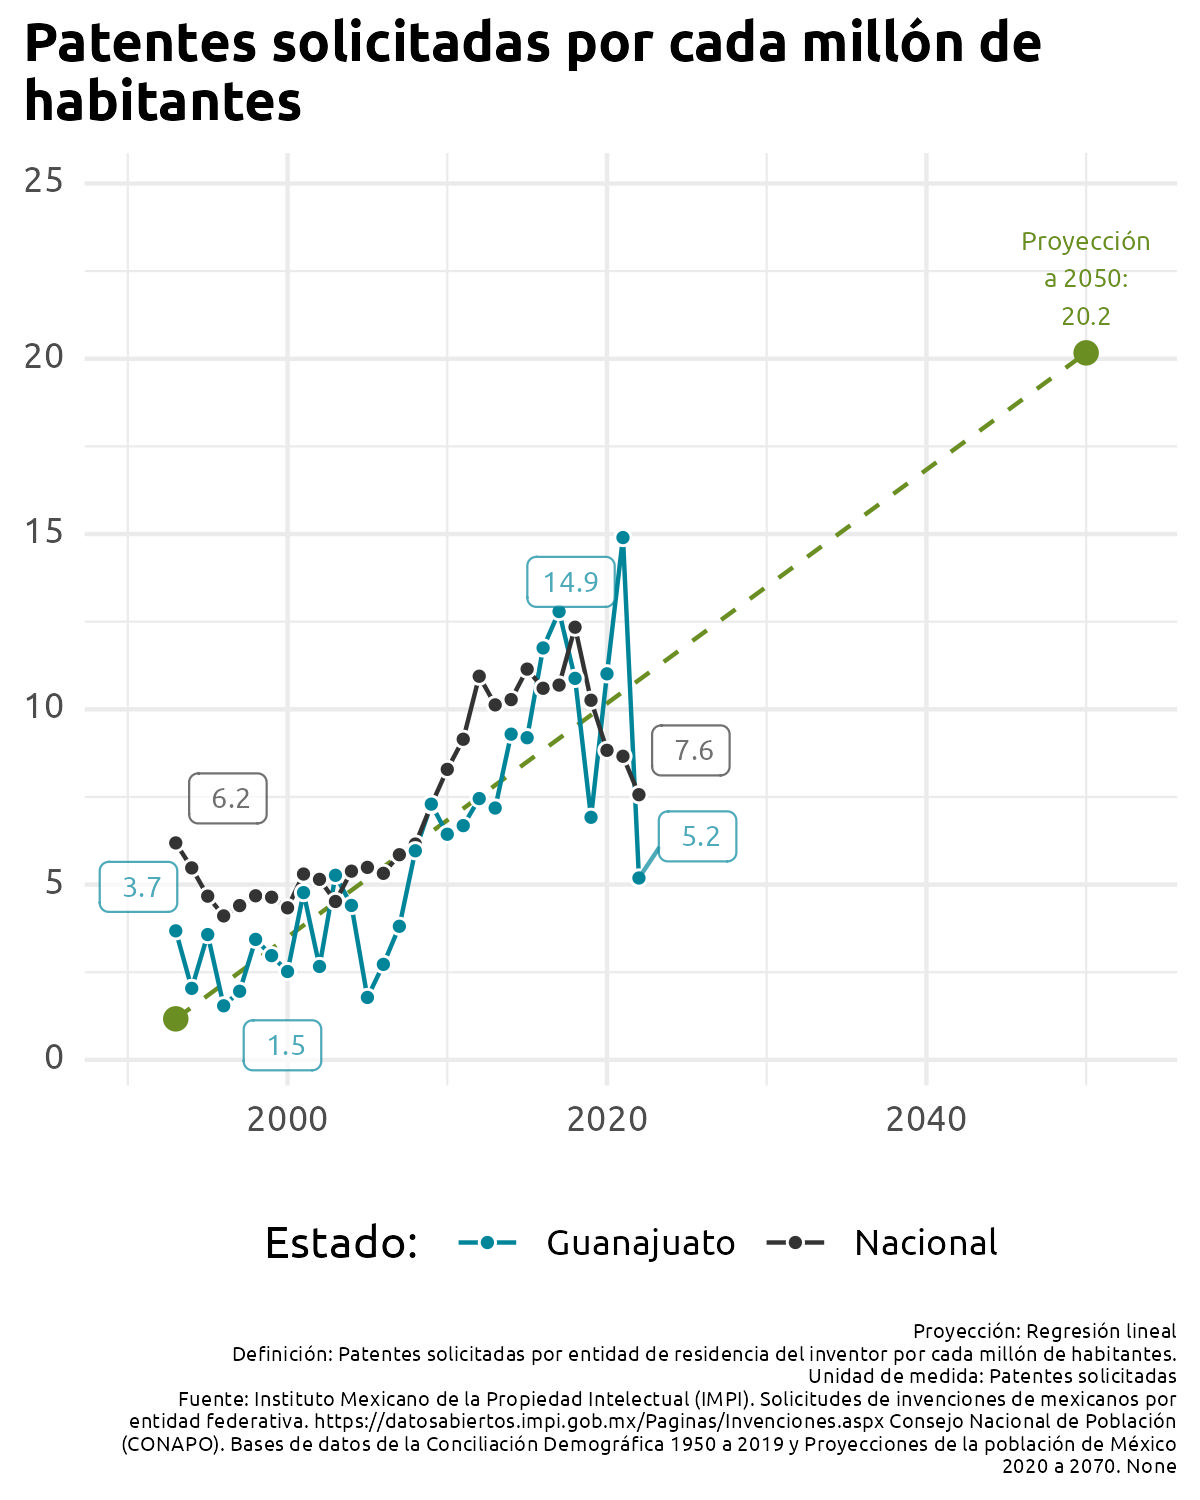 Patentes solicitadas por cada millón de
habitantes
25
Proyección
a 2050:
20.2
20
15
14.9
10
7.6
6.2
5.2
5
3.7
1.5
0
2000
2020
2040
Estado:
Guanajuato
Nacional
Proyección: Regresión lineal
Definición: Patentes solicitadas por entidad de residencia del inventor por cada millón de habitantes.
Unidad de medida: Patentes solicitadas
Fuente: Instituto Mexicano de la Propiedad Intelectual (IMPI). Solicitudes de invenciones de mexicanos por
entidad federativa. https://datosabiertos.impi.gob.mx/Paginas/Invenciones.aspx Consejo Nacional de Población
(CONAPO). Bases de datos de la Conciliación Demográfica 1950 a 2019 y Proyecciones de la población de México
2020 a 2070. None